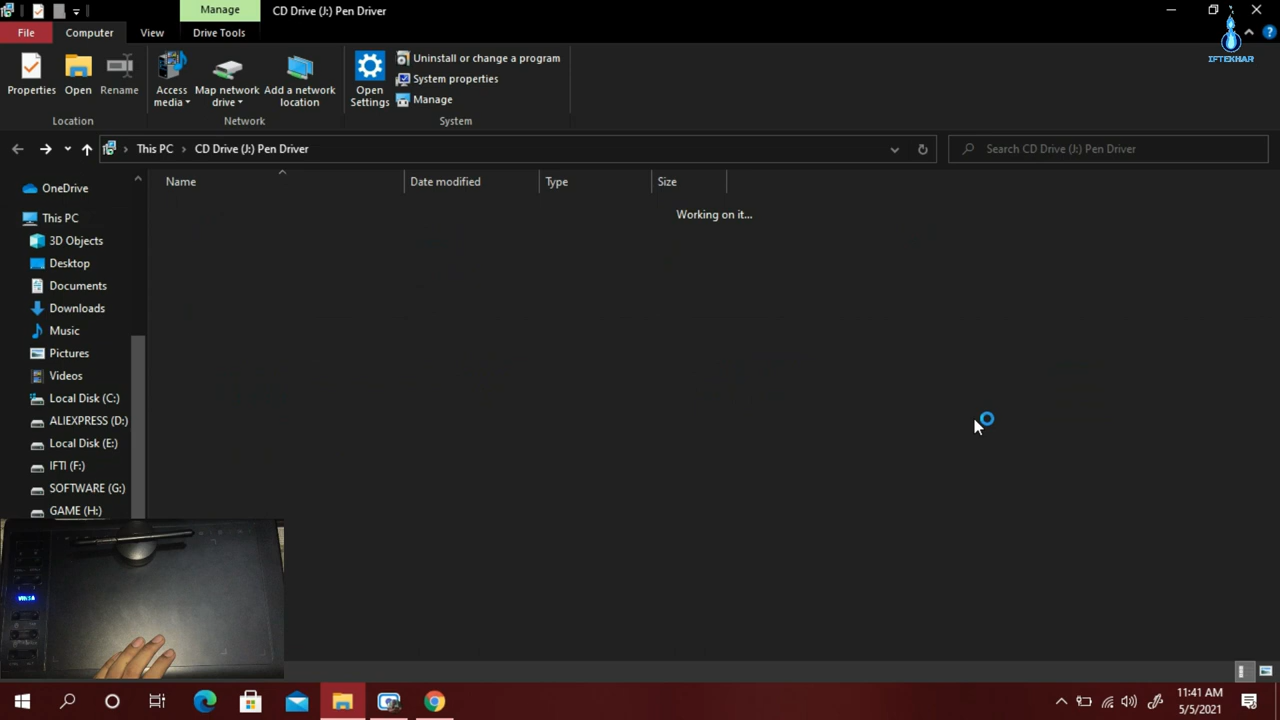 Manage
CD Drive (J:) Pen Driver
File
Computer
View
Drive Tools
IFTEKHAR
Properties
Open
Rename
Access media
Map network drive
Add a network location
Open Settings
Uninstall or change a program
System properties
Manage
Location
Network
System
This PC
CD Drive (J:) Pen Driver
Search CD Drive (J:) Pen Driver
Name
Date modified
Type
Size
Working on it...
OneDrive
This PC
3D Objects
Desktop
Documents
Downloads
Music
Pictures
Videos
Local Disk (C:)
ALIEXPRESS (D:)
Local Disk (E:)
IFTI (F:)
SOFTWARE (G:)
GAME (H:)
11:41 AM
5/5/2021